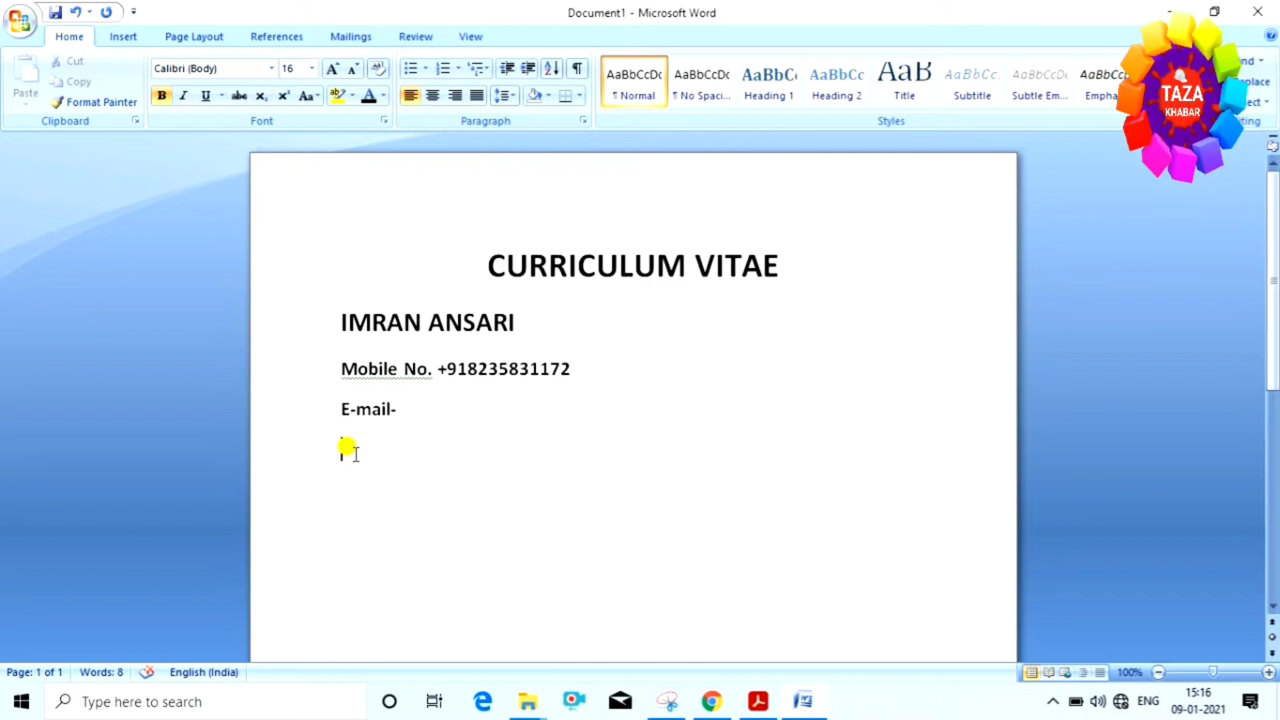 Document1 - Microsoft Word
Home Insert Page Layout References Mailings Review View
Cut
Copy
Paste
Format Painter
Clipboard
Calibri (Body) 16
Font
Paragraph
AaBbCcDc AaBbCcDc AaBbCc AaBbCc AaB AaBbCc. AaBbCcDc AaBbCcDc
¶ Normal ¶ No Spaci... Heading 1 Heading 2 Title Subtitle Subtle Em... Empha
Styles
TAZA
KHABAR
CURRICULUM VITAE
IMRAN ANSARI
Mobile No. +918235831172
E-mail-
Page: 1 of 1 Words: 8 English (India) 100%
Type here to search
ENG
15:16
09-01-2021